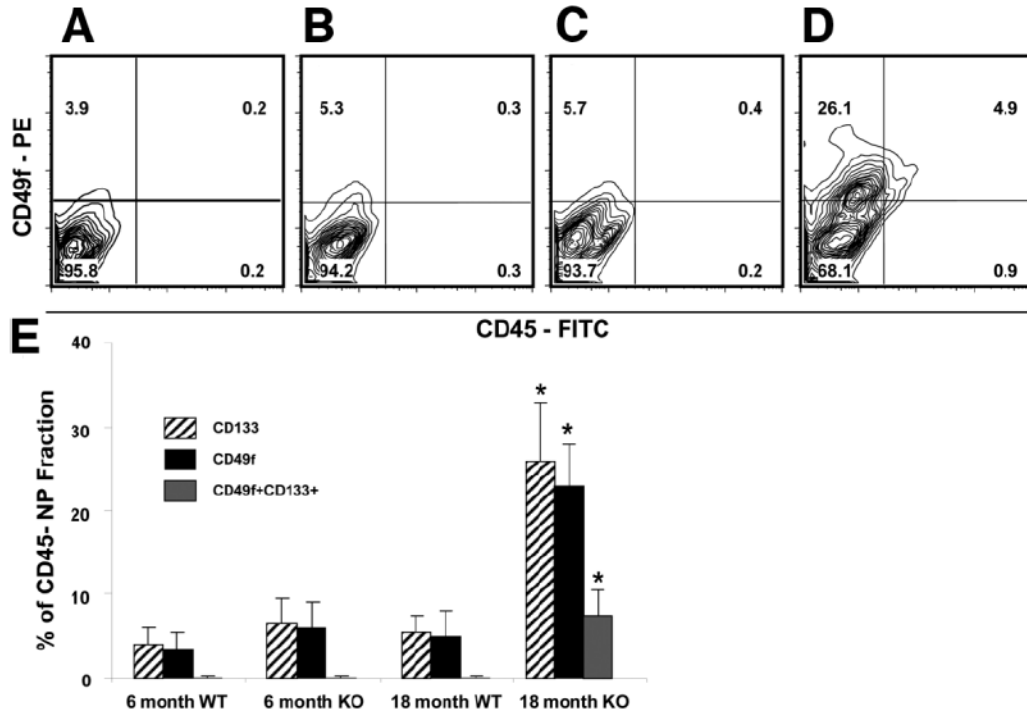 A B C D
CD49f - PE
3.9 0.2 5.3 0.3 5.7 0.4 26.1 4.9
95.8 0.2 94.2 0.3 93.7 0.2 68.1 0.9
CD45 - FITC
E
% of CD45- NP Fraction
40
30
20
10
0
CD133
CD49f
CD49f+CD133+
* * *
6 month WT 6 month KO 18 month WT 18 month KO